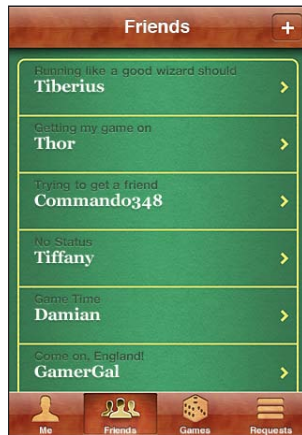 Friends
+
Running like a good wizard should
Tiberius
Getting my game on
Thor
Trying to get a friend
Commando348
No Status
Tiffany
Game Time
Damian
Come on, England!
GamerGal
Me
Friends
Games
Requests